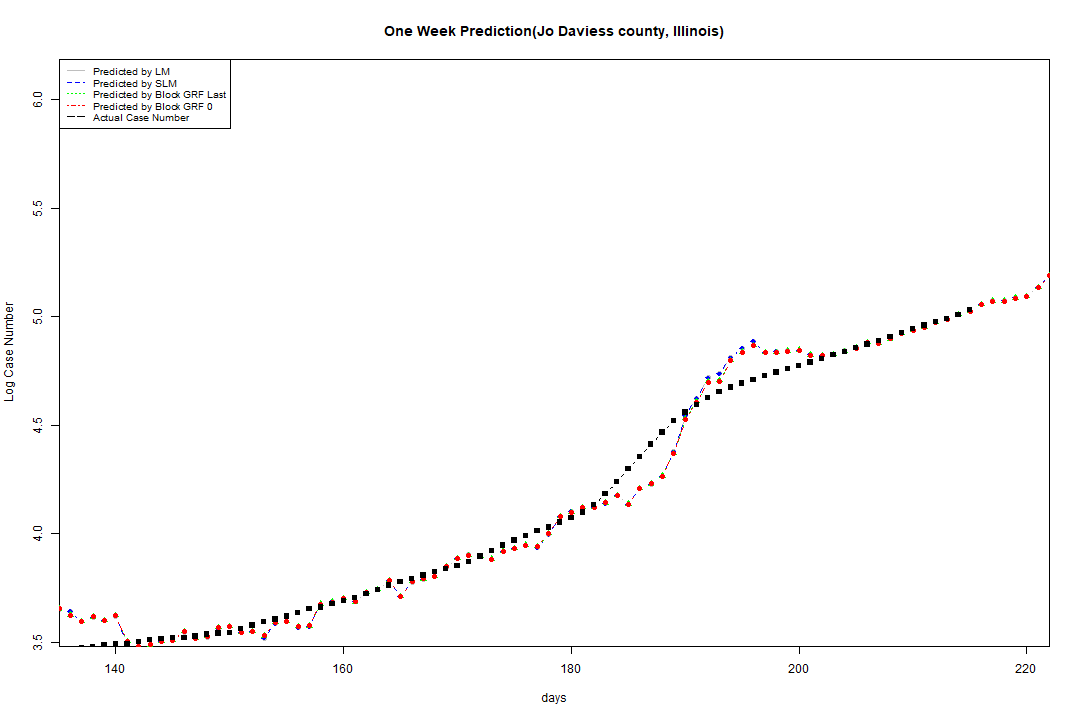 One Week Prediction(Jo Daviess county, Illinois)
Predicted by LM
Predicted by SLM
Predicted by Block GRF Last
Predicted by Block GRF 0
Actual Case Number
6.0
5.5
5.0
4.5
4.0
3.5
Log Case Number
140 160 180 200 220
days